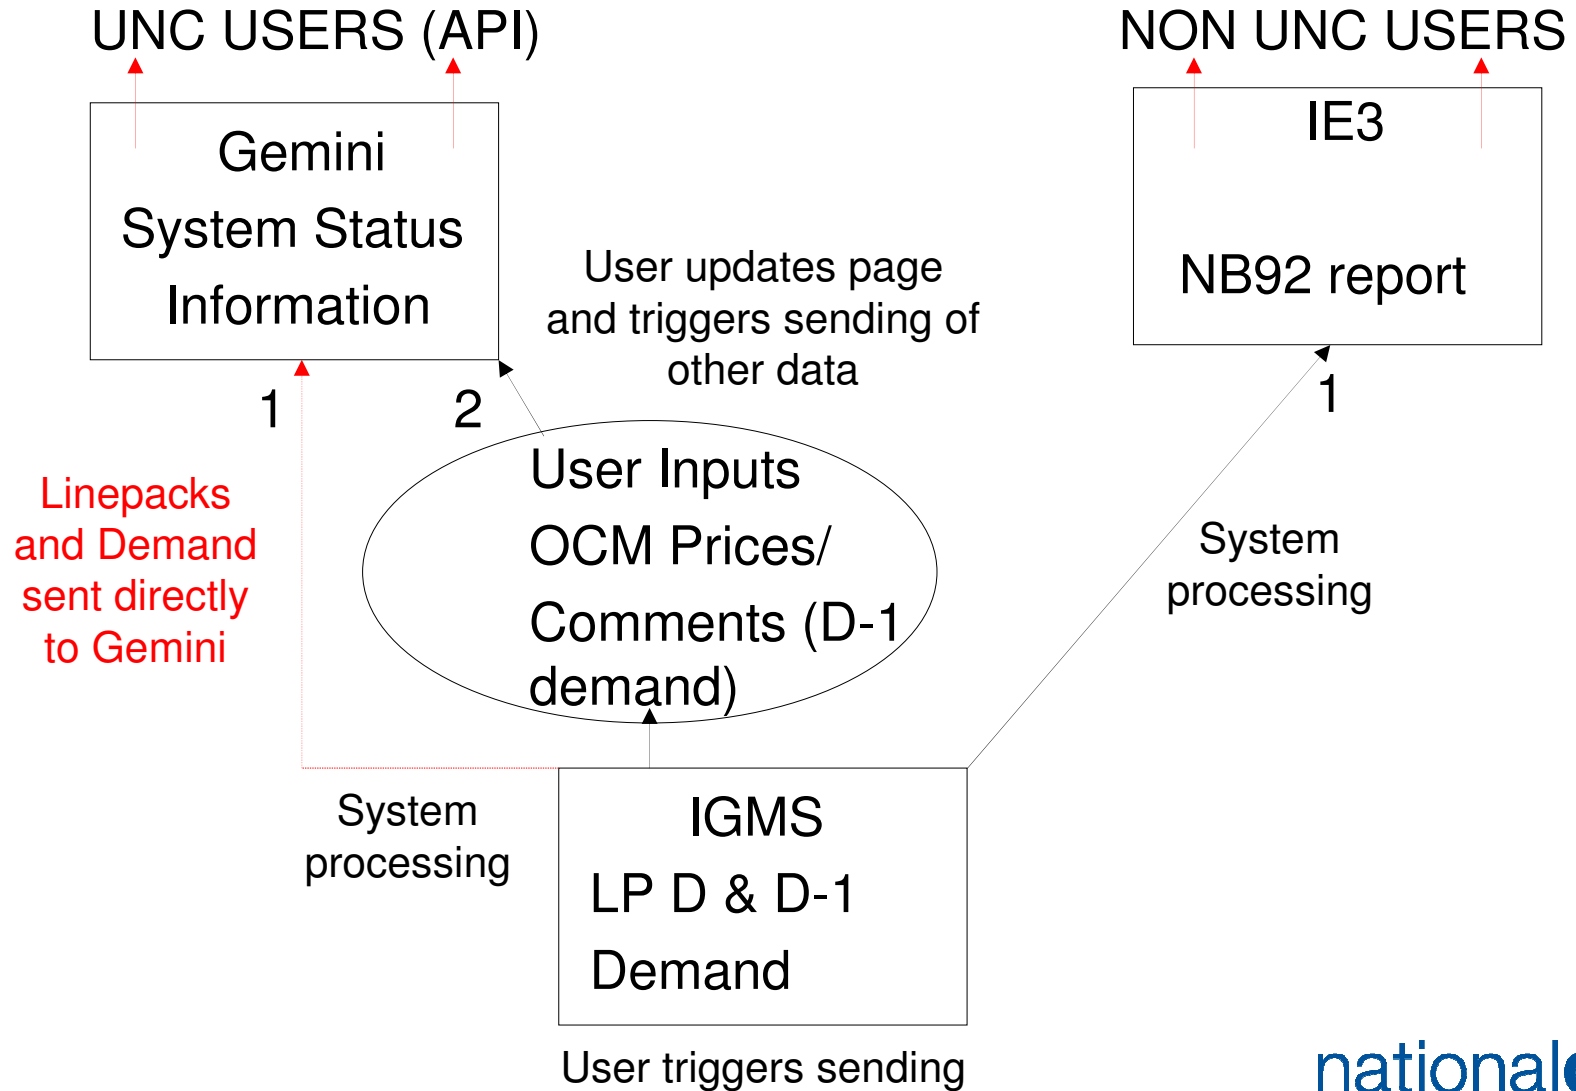 UNC USERS (API)
NON UNC USERS
Gemini
System Status
Information
IE3
NB92 report
User updates page
and triggers sending of
other data
1
2
1
User Inputs
OCM Prices/
Comments (D-1
demand)
Linepacks
and Demand
sent directly
to Gemini
System
processing
System
processing
IGMS
LP D & D-1
Demand
User triggers sending
national